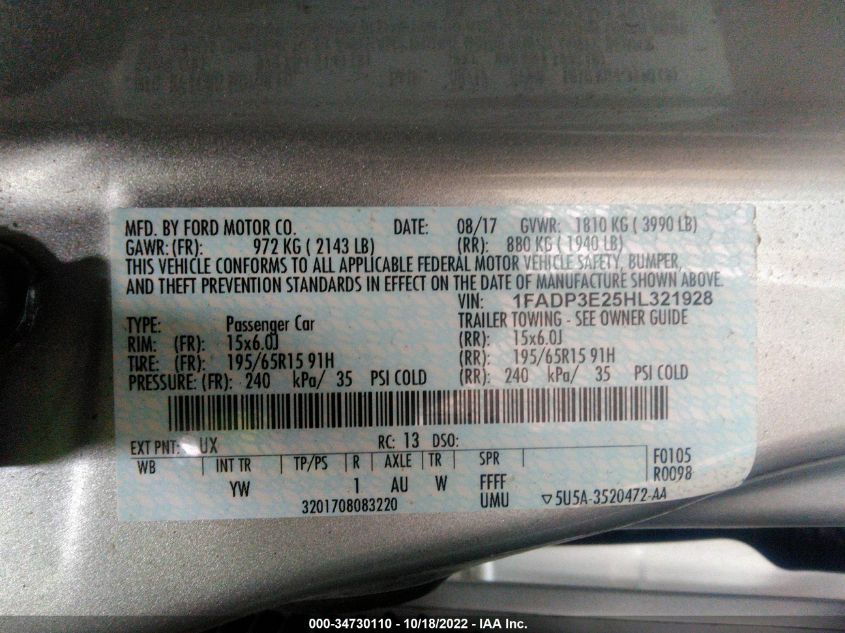 MFD. BY FORD MOTOR CO. DATE: 08/17 GVWR: 1810 KG ( 3990 LB)
GAWR: (FR): 972 KG ( 2143 LB) (RR): 880 KG ( 1940 LB)
THIS VEHICLE CONFORMS TO ALL APPLICABLE FEDERAL MOTOR VEHICLE SAFETY, BUMPER,
AND THEFT PREVENTION STANDARDS IN EFFECT ON THE DATE OF MANUFACTURE SHOWN ABOVE.
VIN: 1FADP3E25HL321928
TYPE: Passenger Car TRAILER TOWING - SEE OWNER GUIDE
RIM: (FR): 15x6.0J (RR): 15x6.0J
TIRE: (FR): 195/65R15 91H (RR): 195/65R15 91H
PRESSURE: (FR): 240 kPa/ 35 PSI COLD (RR): 240 kPa/ 35 PSI COLD
EXT PNT: UX RC: 13 DSO:
WB INT TR TP/PS R AXLE TR SPR F0105
YW 1 AU W FFFF R0098
3201708083220 UMU ▽5U5A-3520472-AA
000-34730110 - 10/18/2022 - IAA Inc.